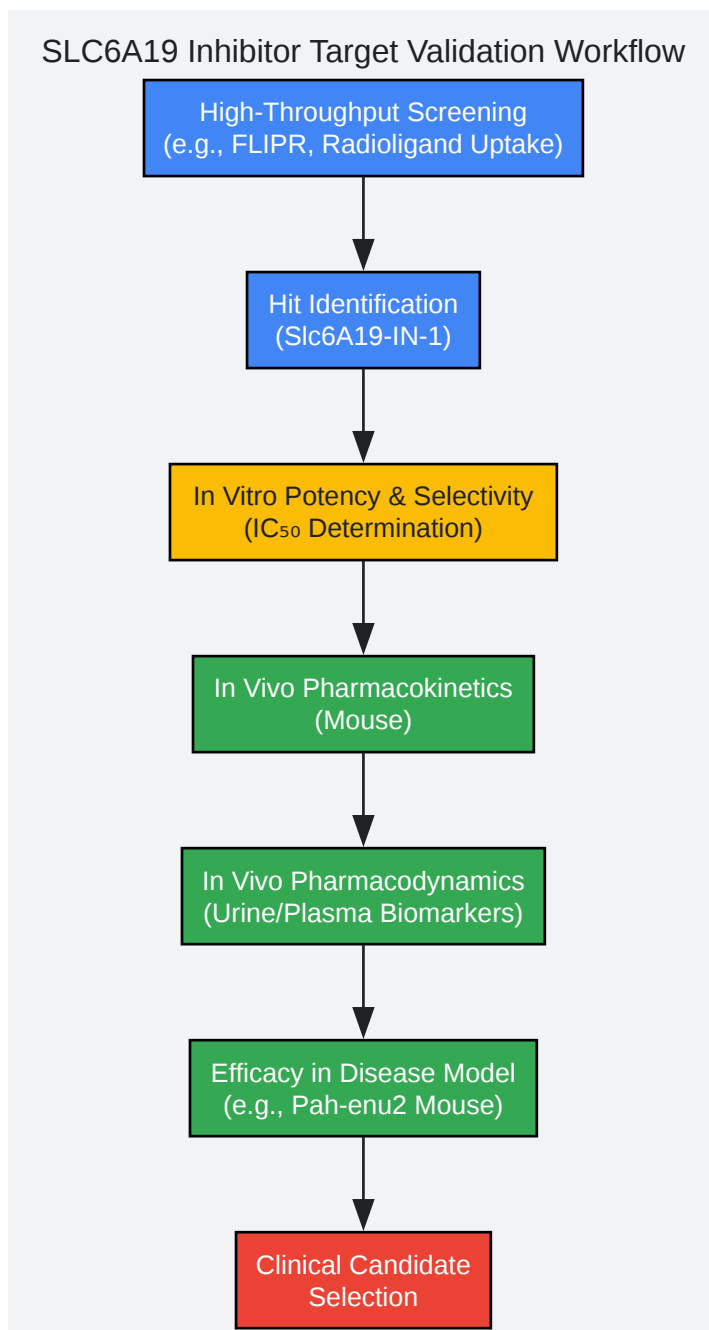 SLC6A19 Inhibitor Target Validation Workflow
High-Throughput Screening
(e.g., FLIPR, Radioligand Uptake)
Hit Identification
(Slc6A19-IN-1)
In Vitro Potency & Selectivity
(IC₅₀ Determination)
In Vivo Pharmacokinetics
(Mouse)
In Vivo Pharmacodynamics
(Urine/Plasma Biomarkers)
Efficacy in Disease Model
(e.g., Pah-enu2 Mouse)
Clinical Candidate
Selection